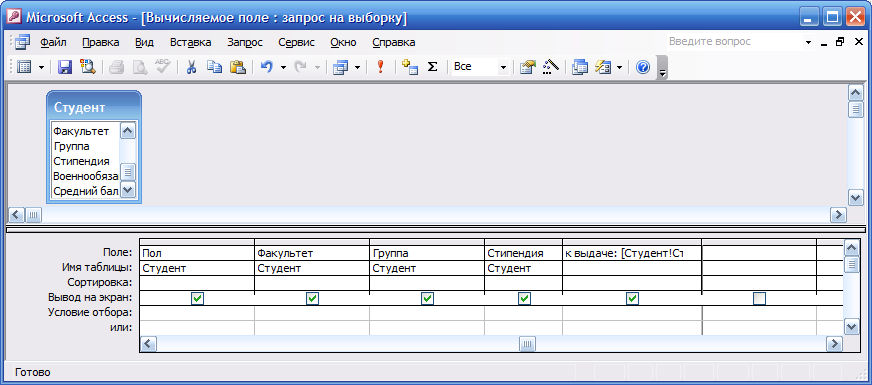 Microsoft Access - [Вычисляемое поле : запрос на выборку]
Файл Правка Вид Вставка Запрос Сервис Окно Справка Введите вопрос
Все
Студент
Факультет
Группа
Стипендия
Военнообяза
Средний бал
Поле: Пол Факультет Группа Стипендия к выдаче: [Студент!Ст
Имя таблицы: Студент Студент Студент Студент
Сортировка:
Вывод на экран:
Условие отбора:
или:
Готово